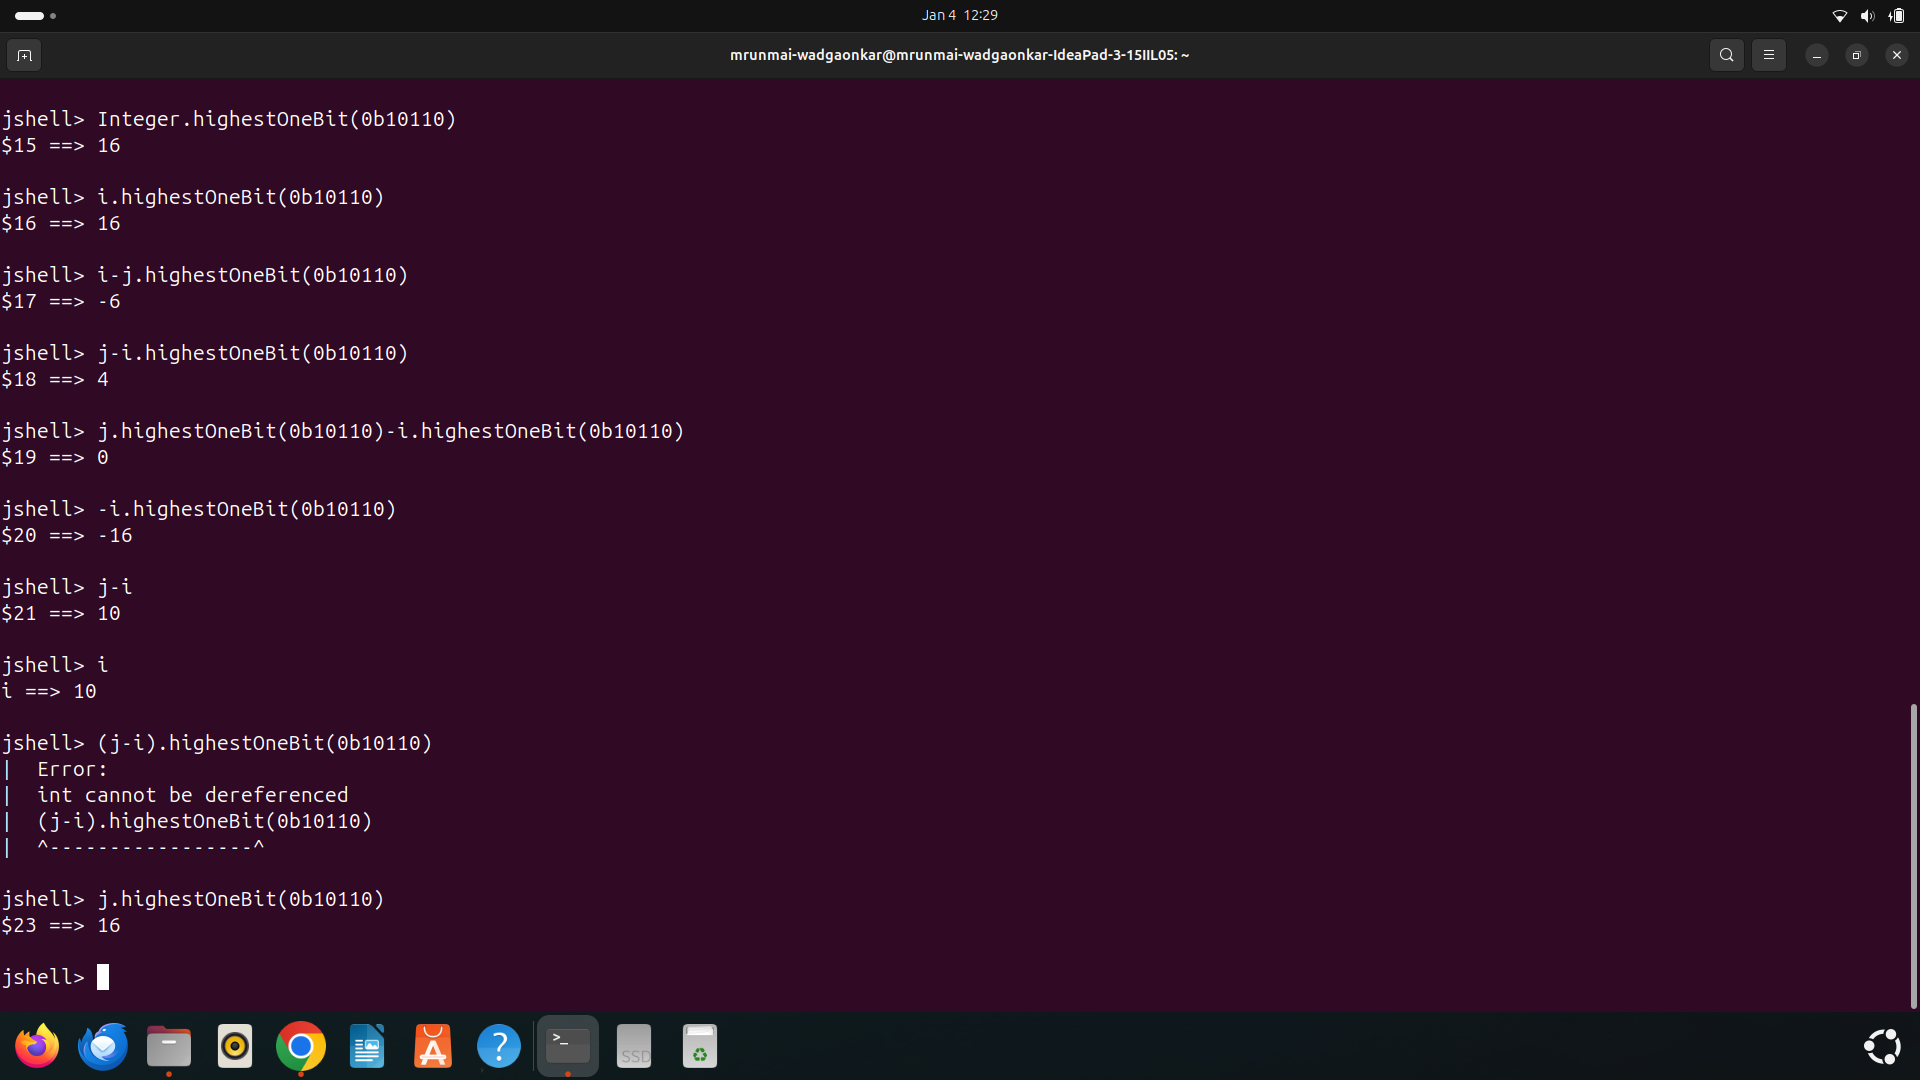 Jan 4 12:29
mrunmai-wadgaonkar@mrunmai-wadgaonkar-IdeaPad-3-15IIL05: ~
jshell> Integer.highestOneBit(0b10110)
$15 ==> 16
jshell> i.highestOneBit(0b10110)
$16 ==> 16
jshell> i-j.highestOneBit(0b10110)
$17 ==> -6
jshell> j-i.highestOneBit(0b10110)
$18 ==> 4
jshell> j.highestOneBit(0b10110)-i.highestOneBit(0b10110)
$19 ==> 0
jshell> -i.highestOneBit(0b10110)
$20 ==> -16
jshell> j-i
$21 ==> 10
jshell> i
i ==> 10
jshell> (j-i).highestOneBit(0b10110)
|  Error:
|  int cannot be dereferenced
|  (j-i).highestOneBit(0b10110)
|  ^-----------------^
jshell> j.highestOneBit(0b10110)
$23 ==> 16
jshell>
>_
SSD